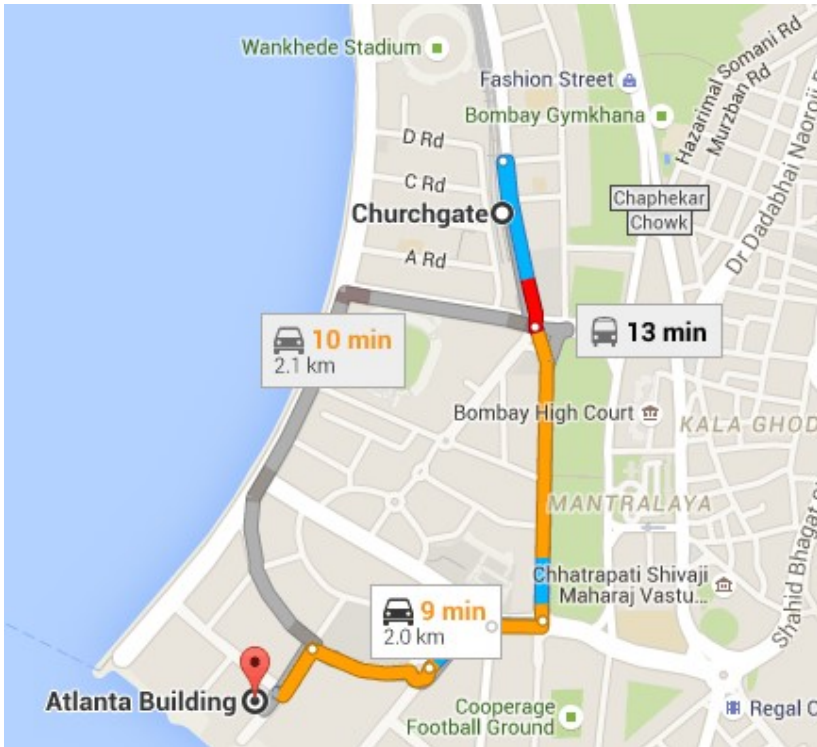 Wankhede Stadium
Fashion Street
Hazarimal Somani Rd
Murzban Rd
Bombay Gymkhana
D Rd
C Rd
Chaphekar
Chowk
Churchgate
Dr Dadabhai Naoroji
A Rd
10 min
2.1 km
13 min
Bombay High Court
KALA GHOD
MANTRALAYA
Chhatrapati Shivaji
Maharaj Vastu...
Shahid Bhagat
9 min
2.0 km
Atlanta Building
Cooperage
Football Ground
Regal C